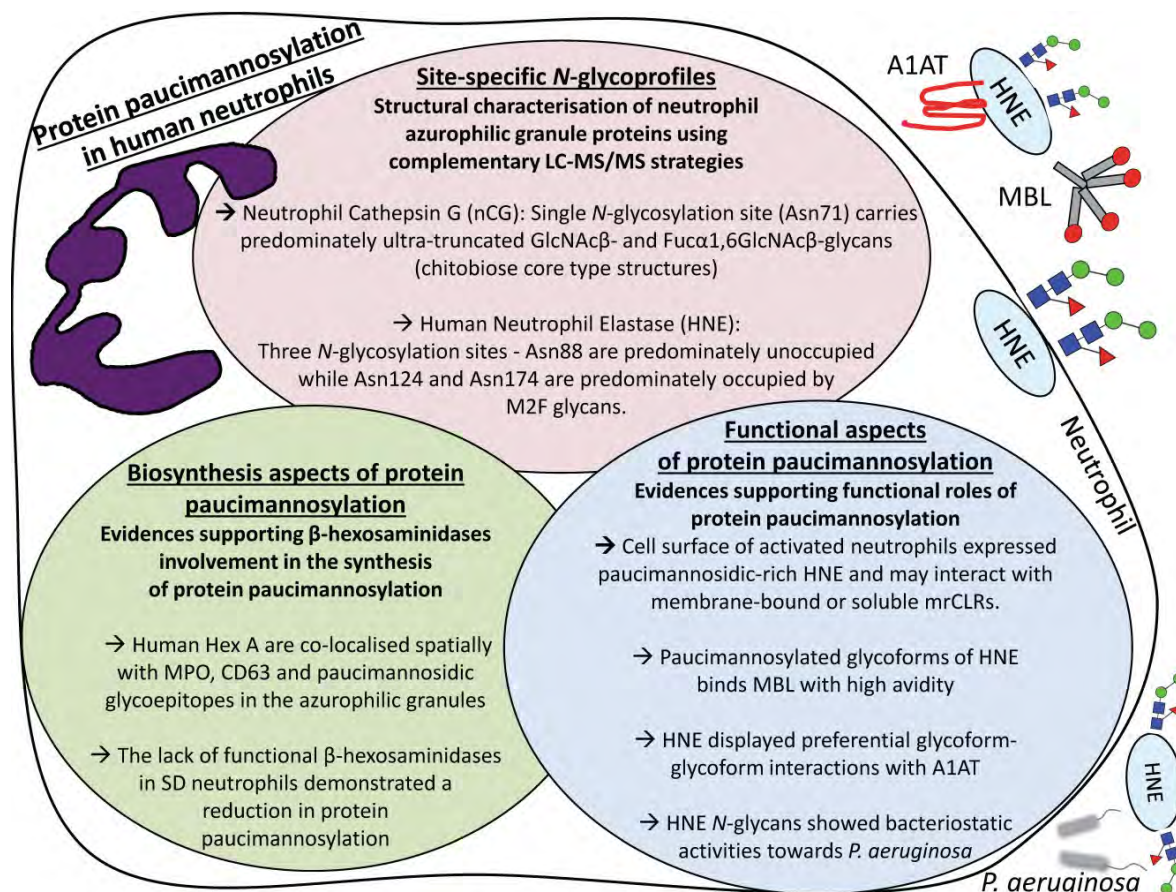 Protein paucimannosylation
in human neutrophils
Site-specific N-glycoprofiles
Structural characterisation of neutrophil
azurophilic granule proteins using
complementary LC-MS/MS strategies
→ Neutrophil Cathepsin G (nCG): Single N-glycosylation site (Asn71) carries
predominately ultra-truncated GlcNAcβ- and Fucα1,6GlcNAcβ-glycans
(chitobiose core type structures)
→ Human Neutrophil Elastase (HNE):
Three N-glycosylation sites - Asn88 are predominately unoccupied
while Asn124 and Asn174 are predominately occupied by
M2F glycans.
Biosynthesis aspects of protein
paucimannosylation
Evidences supporting β-hexosaminidases
involvement in the synthesis
of protein paucimannosylation
→ Human Hex A are co-localised spatially
with MPO, CD63 and paucimannosidic
glycoepitopes in the azurophilic granules
→ The lack of functional β-hexosaminidases
in SD neutrophils demonstrated a
reduction in protein
paucimannosylation
Functional aspects
of protein paucimannosylation
Evidences supporting functional roles of
protein paucimannosylation
→ Cell surface of activated neutrophils expressed
paucimannosidic-rich HNE and may interact with
membrane-bound or soluble mrCLRs.
→ Paucimannosylated glycoforms of HNE
binds MBL with high avidity
→ HNE displayed preferential glycoform-
glycoform interactions with A1AT
→ HNE N-glycans showed bacteriostatic
activities towards P. aeruginosa
A1AT
HNE
MBL
HNE
Neutrophil
HNE
P. aeruginosa